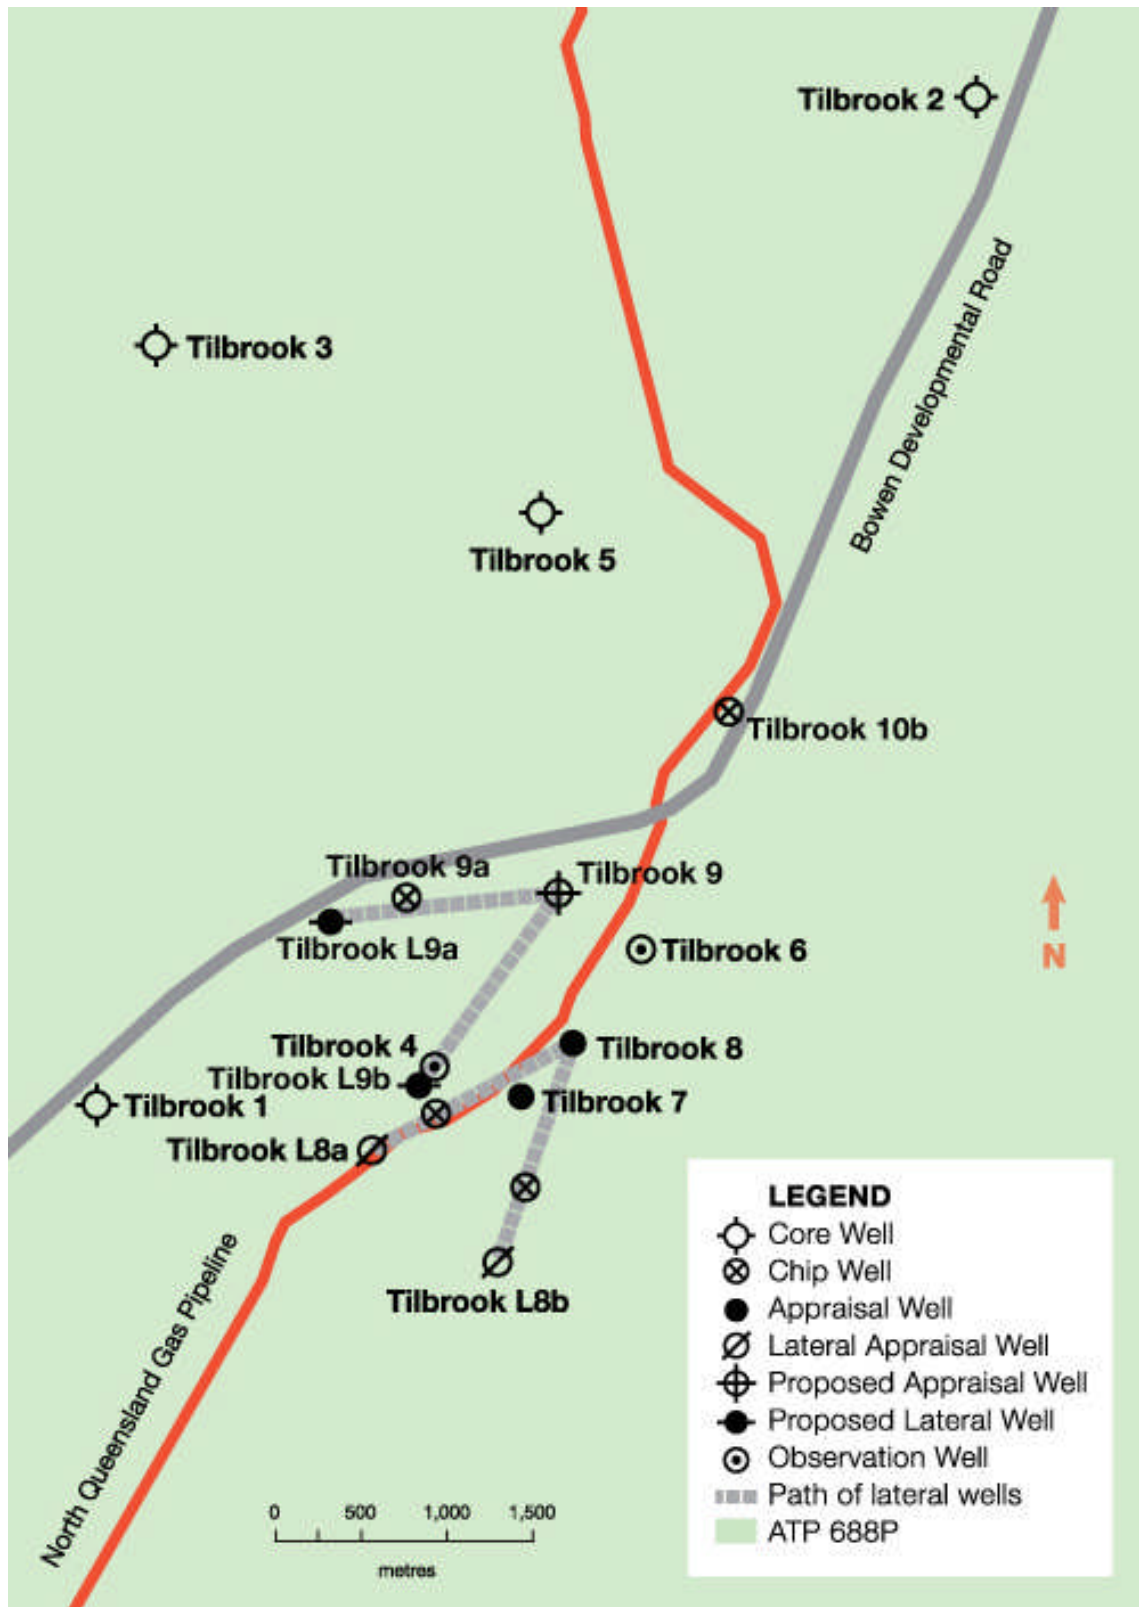 Tilbrook 2
Bowen Developmental Road
Tilbrook 3
Tilbrook 5
Tilbrook 10b
Tilbrook 9a
Tilbrook 9
Tilbrook L9a
Tilbrook 6
N
Tilbrook 4
Tilbrook 8
Tilbrook L9b
Tilbrook 7
Tilbrook 1
Tilbrook L8a
Tilbrook L8b
North Queensland Gas Pipeline
0 500 1,000 1,500
metres
LEGEND
Core Well
Chip Well
Appraisal Well
Lateral Appraisal Well
Proposed Appraisal Well
Proposed Lateral Well
Observation Well
Path of lateral wells
ATP 688P